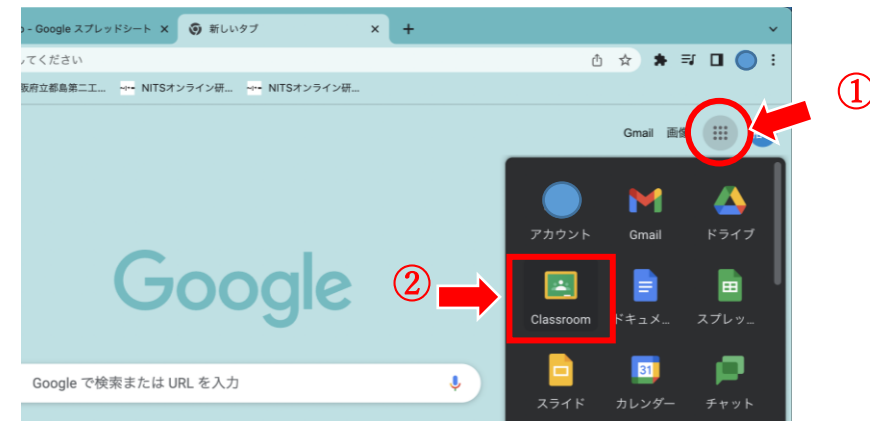 › - Google スプレッドシート × 新しいタブ × +
してください
阪府立都島第二工... NITSオンライン研... NITSオンライン研...
①
Gmail 画像
アカウント Gmail ドライブ
Google
②
Classroom ドキュメ... スプレッ...
31
Google で検索または URL を入力
スライド カレンダー チャット